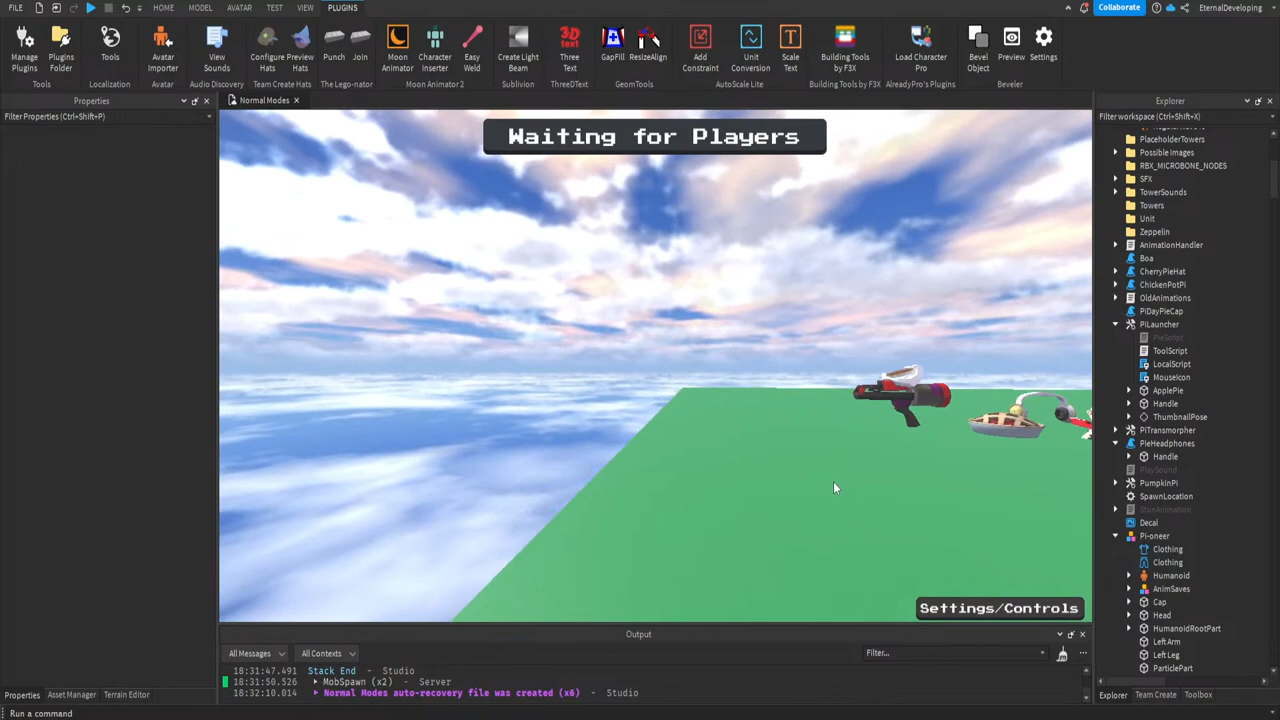 FILE
HOME MODEL AVATAR TEST VIEW PLUGINS
Collaborate
EternalDeveloping
Manage Plugins
Plugins Folder
Tools
Avatar Importer
View Sounds
Configure Hats
Preview Hats
Punch
Join
Moon Animator
Character Inserter
Easy Weld
Create Light Beam
Three Text
GapFill
ResizeAlign
Add Constraint
Unit Conversion
Scale Text
Building Tools by F3X
Load Character Pro
Bevel Object
Preview
Settings
Tools
Localization
Avatar
Audio Discovery
Team Create Hats
The Lego-nator
Moon Animator 2
Sublivion
ThreeDText
GeomTools
AutoScale Lite
Building Tools by F3X
AlreadyPro's Plugins
Beveler
Properties
Filter Properties (Ctrl+Shift+P)
Normal Modes
Waiting for Players
Settings/Controls
Explorer
Filter workspace (Ctrl+Shift+X)
PlaceholderTowers
Possible Images
RBX_MICROBONE_NODES
SFX
TowerSounds
Towers
Unit
Zeppelin
AnimationHandler
Boa
CherryPieHat
ChickenPotPi
OldAnimations
PiDayPieCap
PiLauncher
PieScript
ToolScript
LocalScript
MouseIcon
ApplePie
Handle
ThumbnailPose
PiTransmorpher
PieHeadphones
Handle
PlaySound
PumpkinPi
SpawnLocation
StunAnimation
Decal
Pi-oneer
Clothing
Clothing
Humanoid
AnimSaves
Cap
Head
HumanoidRootPart
Left Arm
Left Leg
ParticlePart
Output
All Messages
All Contexts
Filter...
18:31:47.491 Stack End - Studio
18:31:50.526 MobSpawn (x2) - Server
18:32:10.014 Normal Modes auto-recovery file was created (x6) - Studio
Properties Asset Manager Terrain Editor
Explorer Team Create Toolbox
Run a command